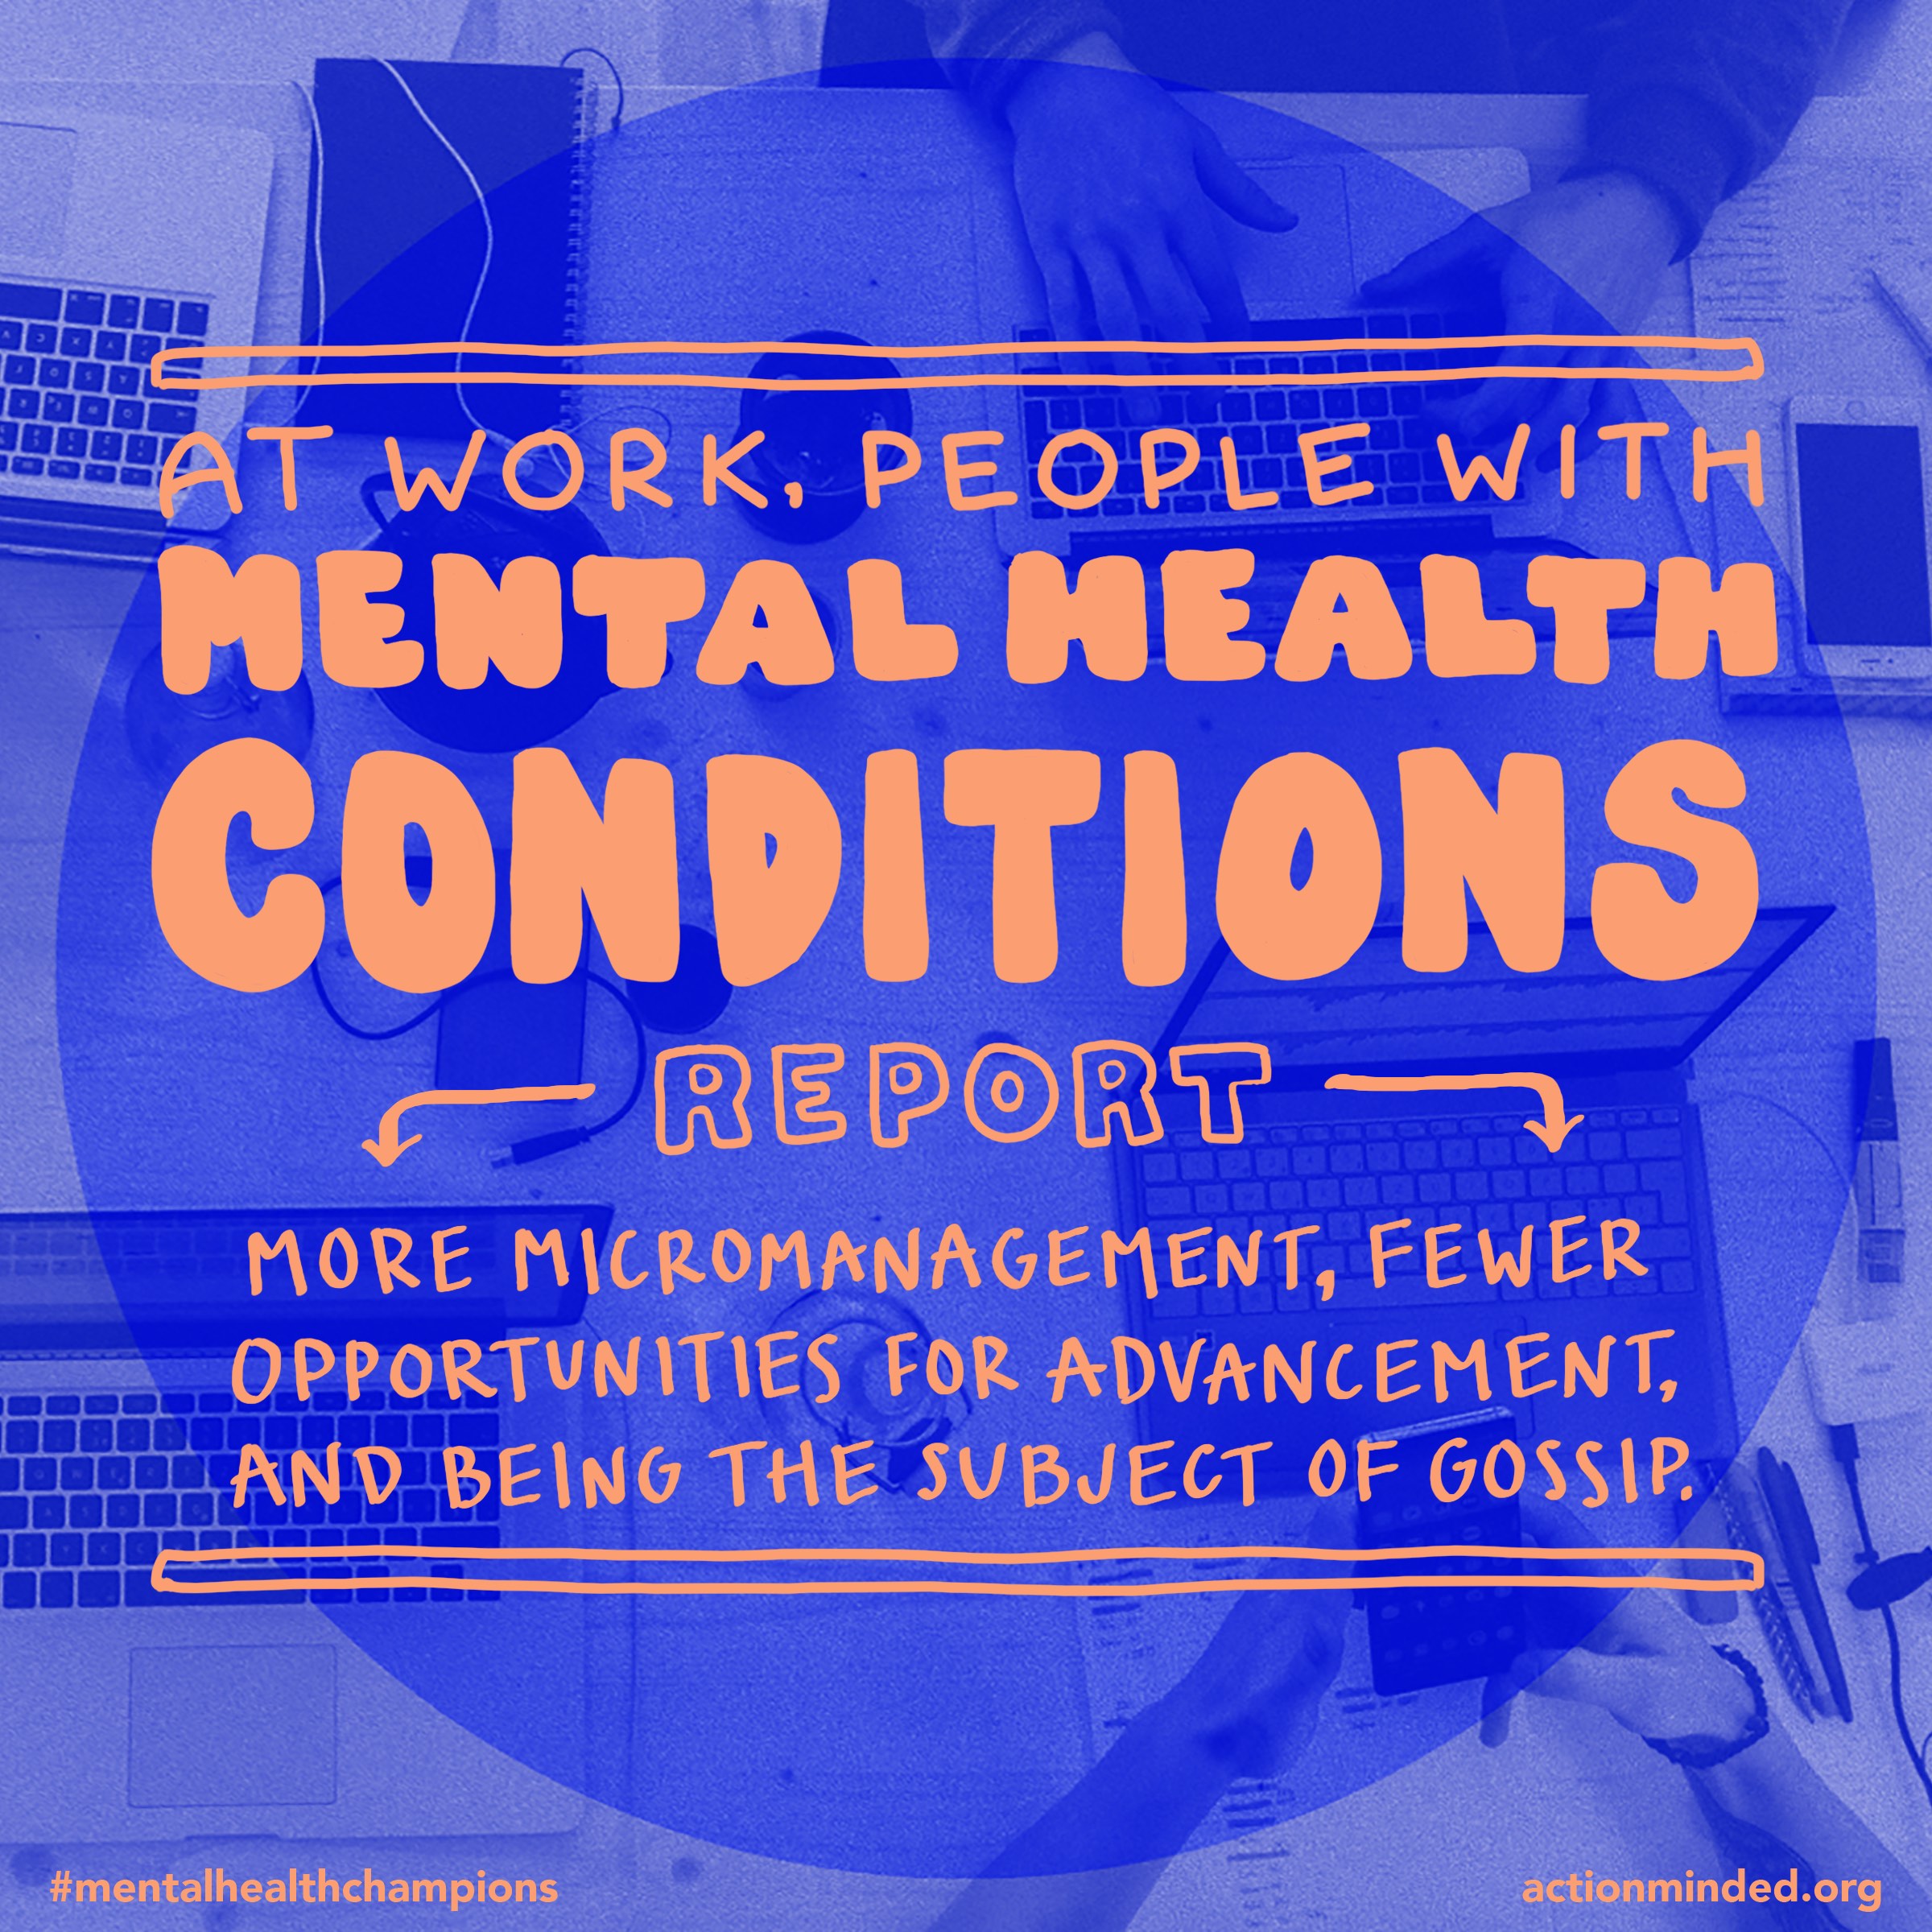 AT WORK, PEOPLE WITH
MENTAL HEALTH
CONDITIONS
REPORT
MORE MICROMANAGEMENT, FEWER
OPPORTUNITIES FOR ADVANCEMENT,
AND BEING THE SUBJECT OF GOSSIP.
#mentalhealthchampions
actionminded.org